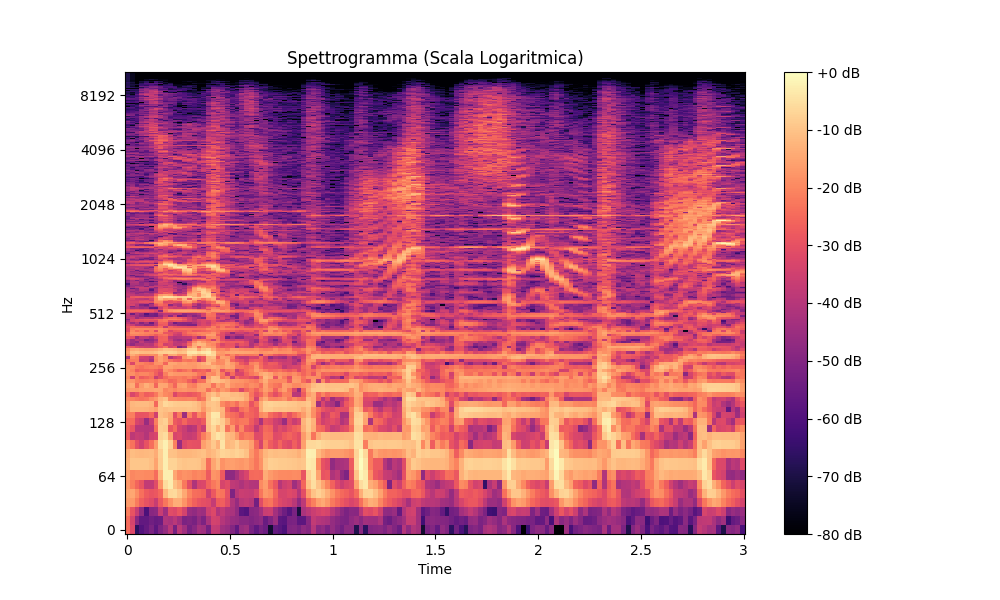 Spettrogramma (Scala Logaritmica)
Hz
8192
4096
2048
1024
512
256
128
64
0
0
0.5
1
1.5
2
2.5
3
Time
+0 dB
-10 dB
-20 dB
-30 dB
-40 dB
-50 dB
-60 dB
-70 dB
-80 dB